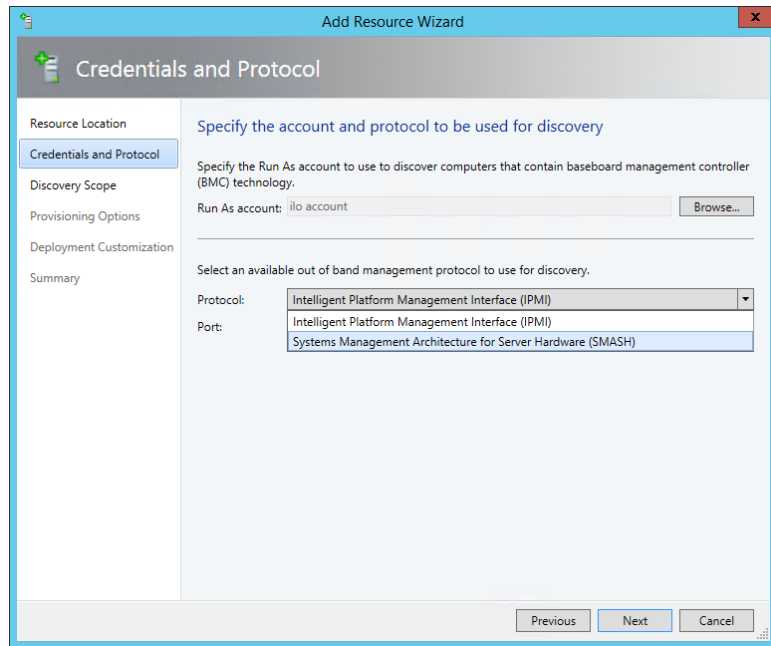 Add Resource Wizard
x
Credentials and Protocol
Resource Location
Credentials and Protocol
Discovery Scope
Provisioning Options
Deployment Customization
Summary
Specify the account and protocol to be used for discovery
Specify the Run As account to use to discover computers that contain baseboard management controller
(BMC) technology.
Run As account: ilo account Browse...
Select an available out of band management protocol to use for discovery.
Protocol: Intelligent Platform Management Interface (IPMI)
Port: Intelligent Platform Management Interface (IPMI)
Systems Management Architecture for Server Hardware (SMASH)
Previous Next Cancel